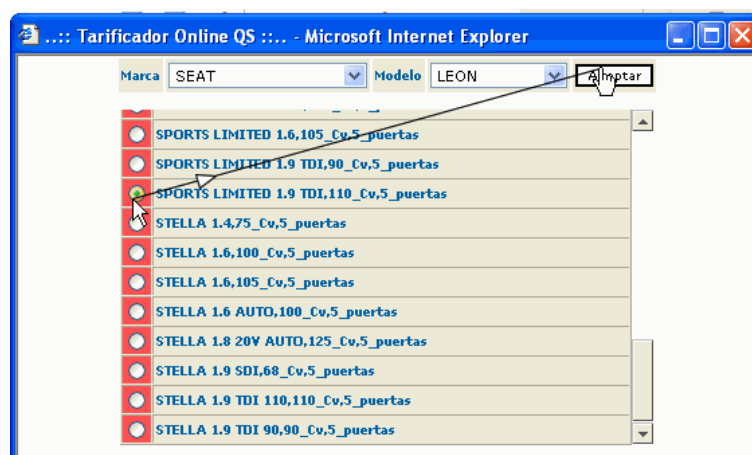 ..:: Tarificador Online QS ::.. - Microsoft Internet Explorer
Marca SEAT Modelo LEON
SPORTS LIMITED 1.6,105_Cv,5_puertas
SPORTS LIMITED 1.9 TDI,90_Cv,5_puertas
SPORTS LIMITED 1.9 TDI,110_Cv,5_puertas
STELLA 1.4,75_Cv,5_puertas
STELLA 1.6,100_Cv,5_puertas
STELLA 1.6,105_Cv,5_puertas
STELLA 1.6 AUTO,100_Cv,5_puertas
STELLA 1.8 20V AUTO,125_Cv,5_puertas
STELLA 1.9 SDI,68_Cv,5_puertas
STELLA 1.9 TDI 110,110_Cv,5_puertas
STELLA 1.9 TDI 90,90_Cv,5_puertas